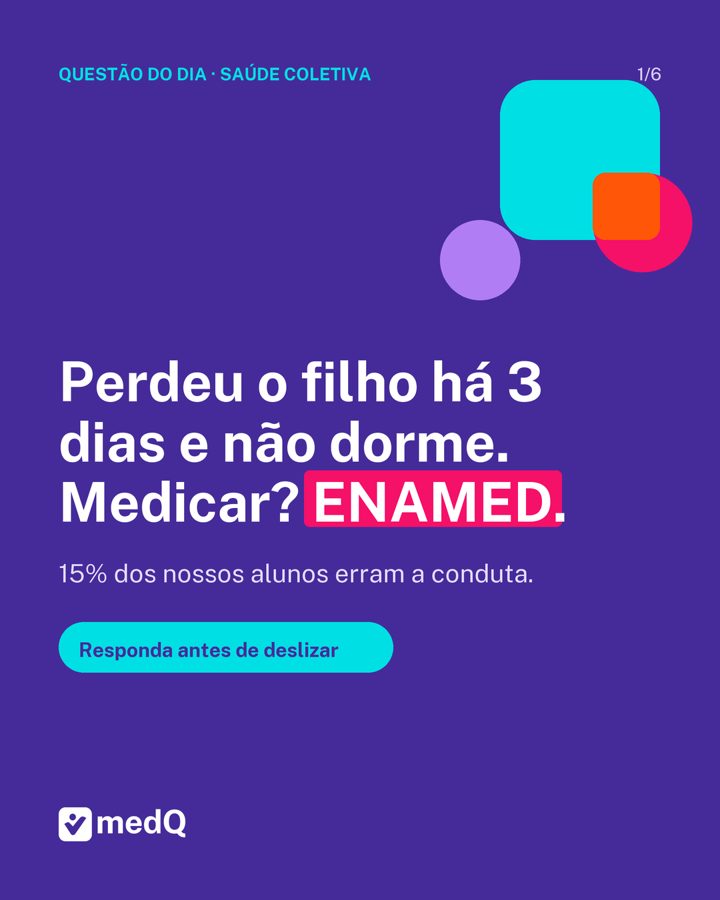 QUESTÃO DO DIA · SAÚDE COLETIVA
1/6
Perdeu o filho há 3
dias e não dorme.
Medicar? ENAMED.
15% dos nossos alunos erram a conduta.
Responda antes de deslizar
medQ